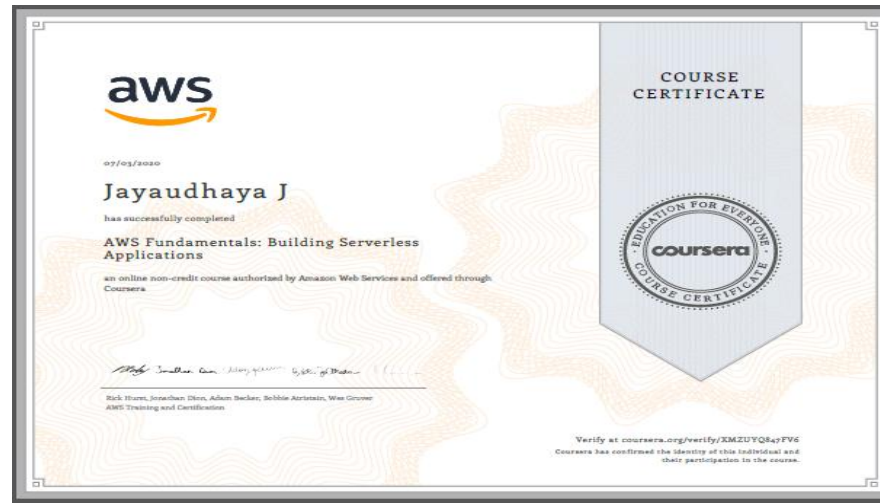 aws
07/03/2020
Jayaudhaya J
has successfully completed
AWS Fundamentals: Building Serverless
Applications
an online non-credit course authorized by Amazon Web Services and offered through
Coursera
Rick Hurst, Jonathan Dion, Adam Becker, Bobbie Atristain, Wes Gruver
AWS Training and Certification
COURSE
CERTIFICATE
EDUCATION FOR EVERYONE
coursera
COURSE CERTIFICATE
Verify at coursera.org/verify/XMZUYQ847FV6
Coursera has confirmed the identity of this individual and
their participation in the course.